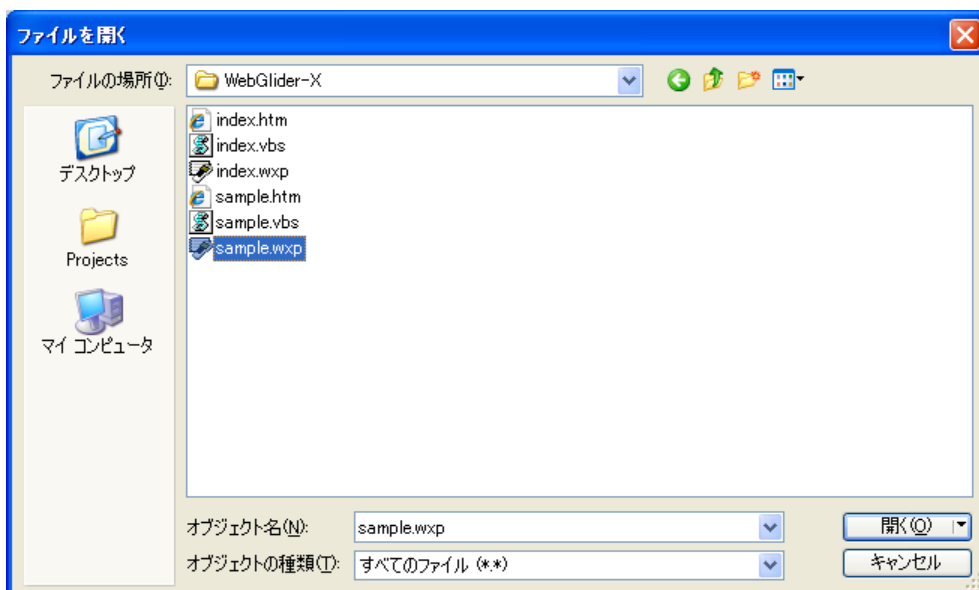 ファイルを開く
ファイルの場所(I): WebGlider-X
index.htm
index.vbs
index.wxp
sample.htm
sample.vbs
sample.wxp
デスクトップ
Projects
マイ コンピュータ
オブジェクト名(N): sample.wxp 開く(O)
オブジェクトの種類(T): すべてのファイル (*.*) キャンセル